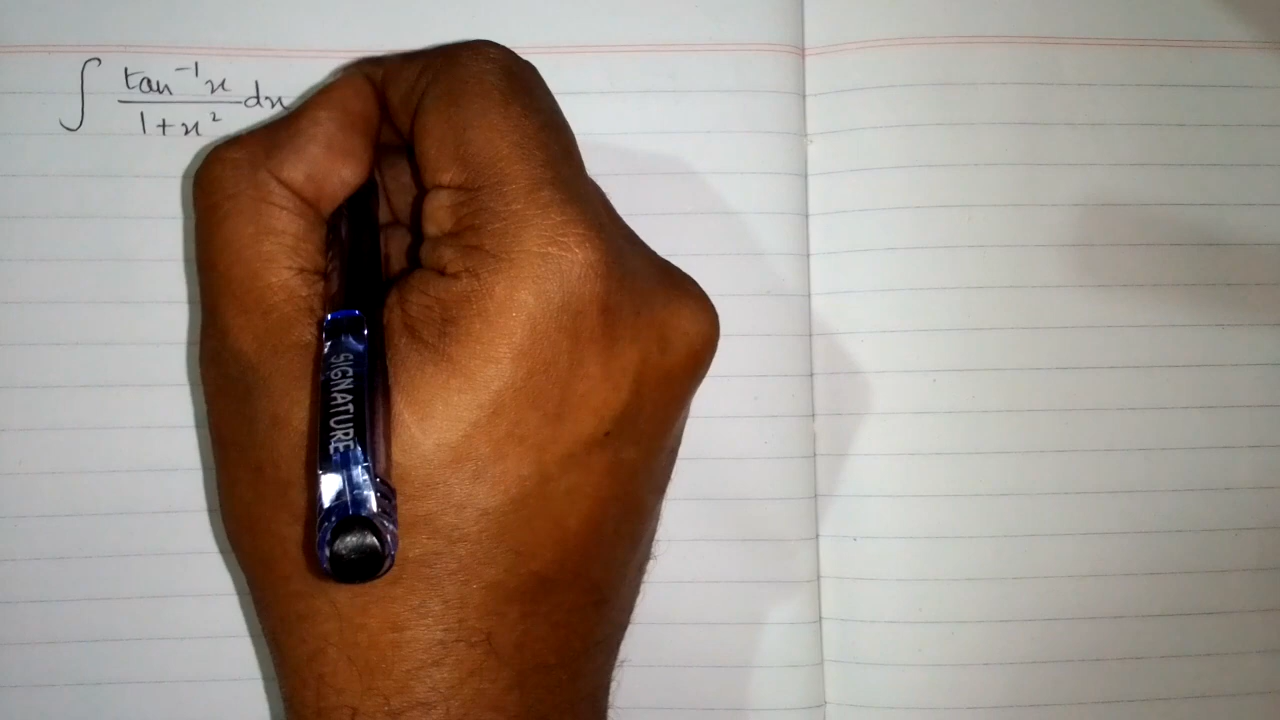 ∫ tan⁻¹x / 1+x² dx
SIGNATURE